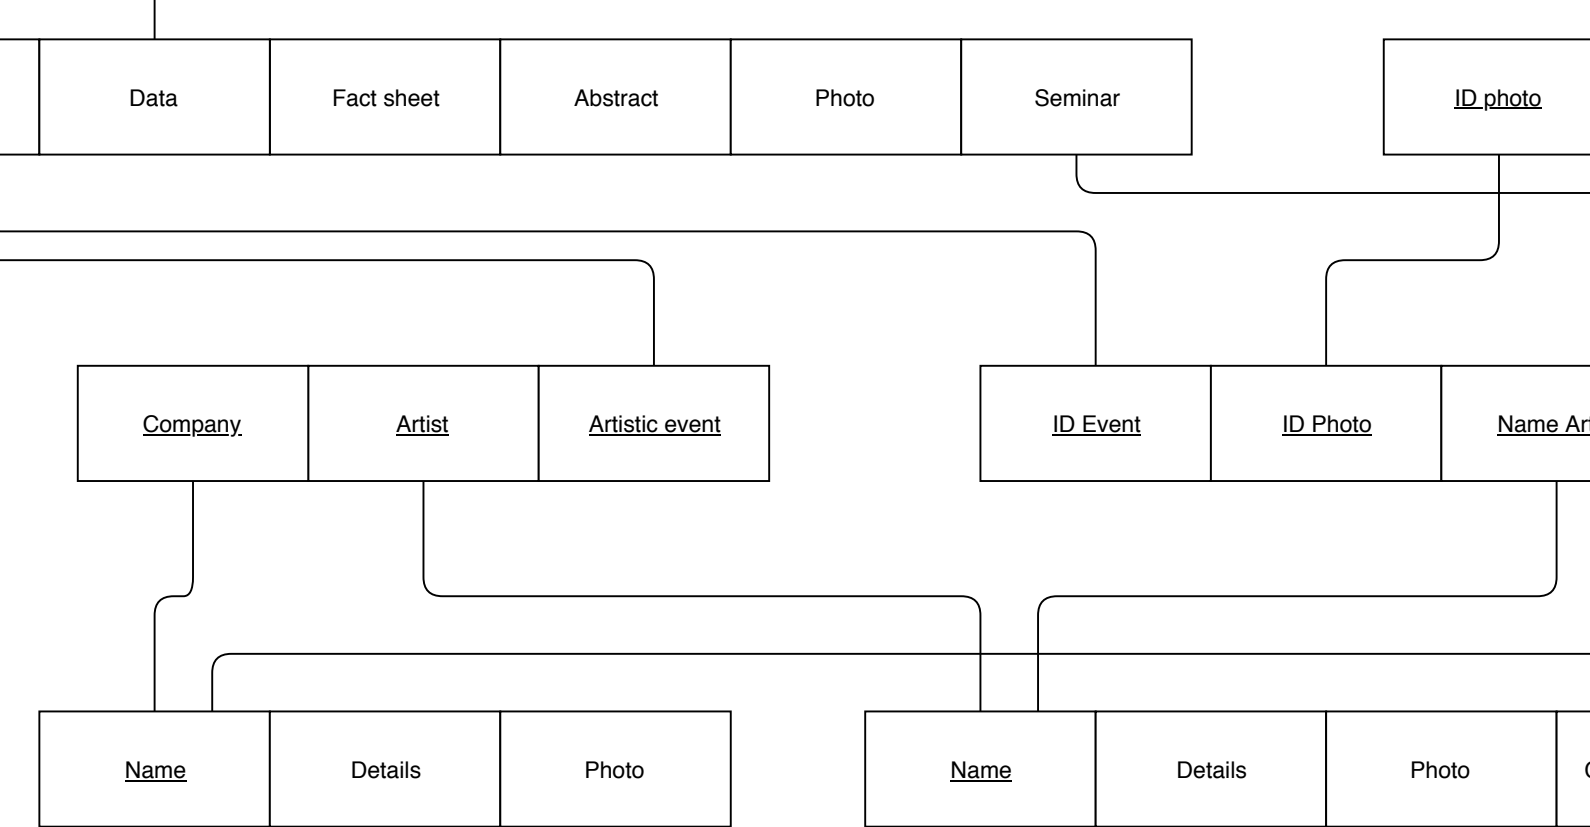 Data
Fact sheet
Abstract
Photo
Seminar
ID photo
Company
Artist
Artistic event
ID Event
ID Photo
Name
Name
Details
Photo
Name
Details
Photo